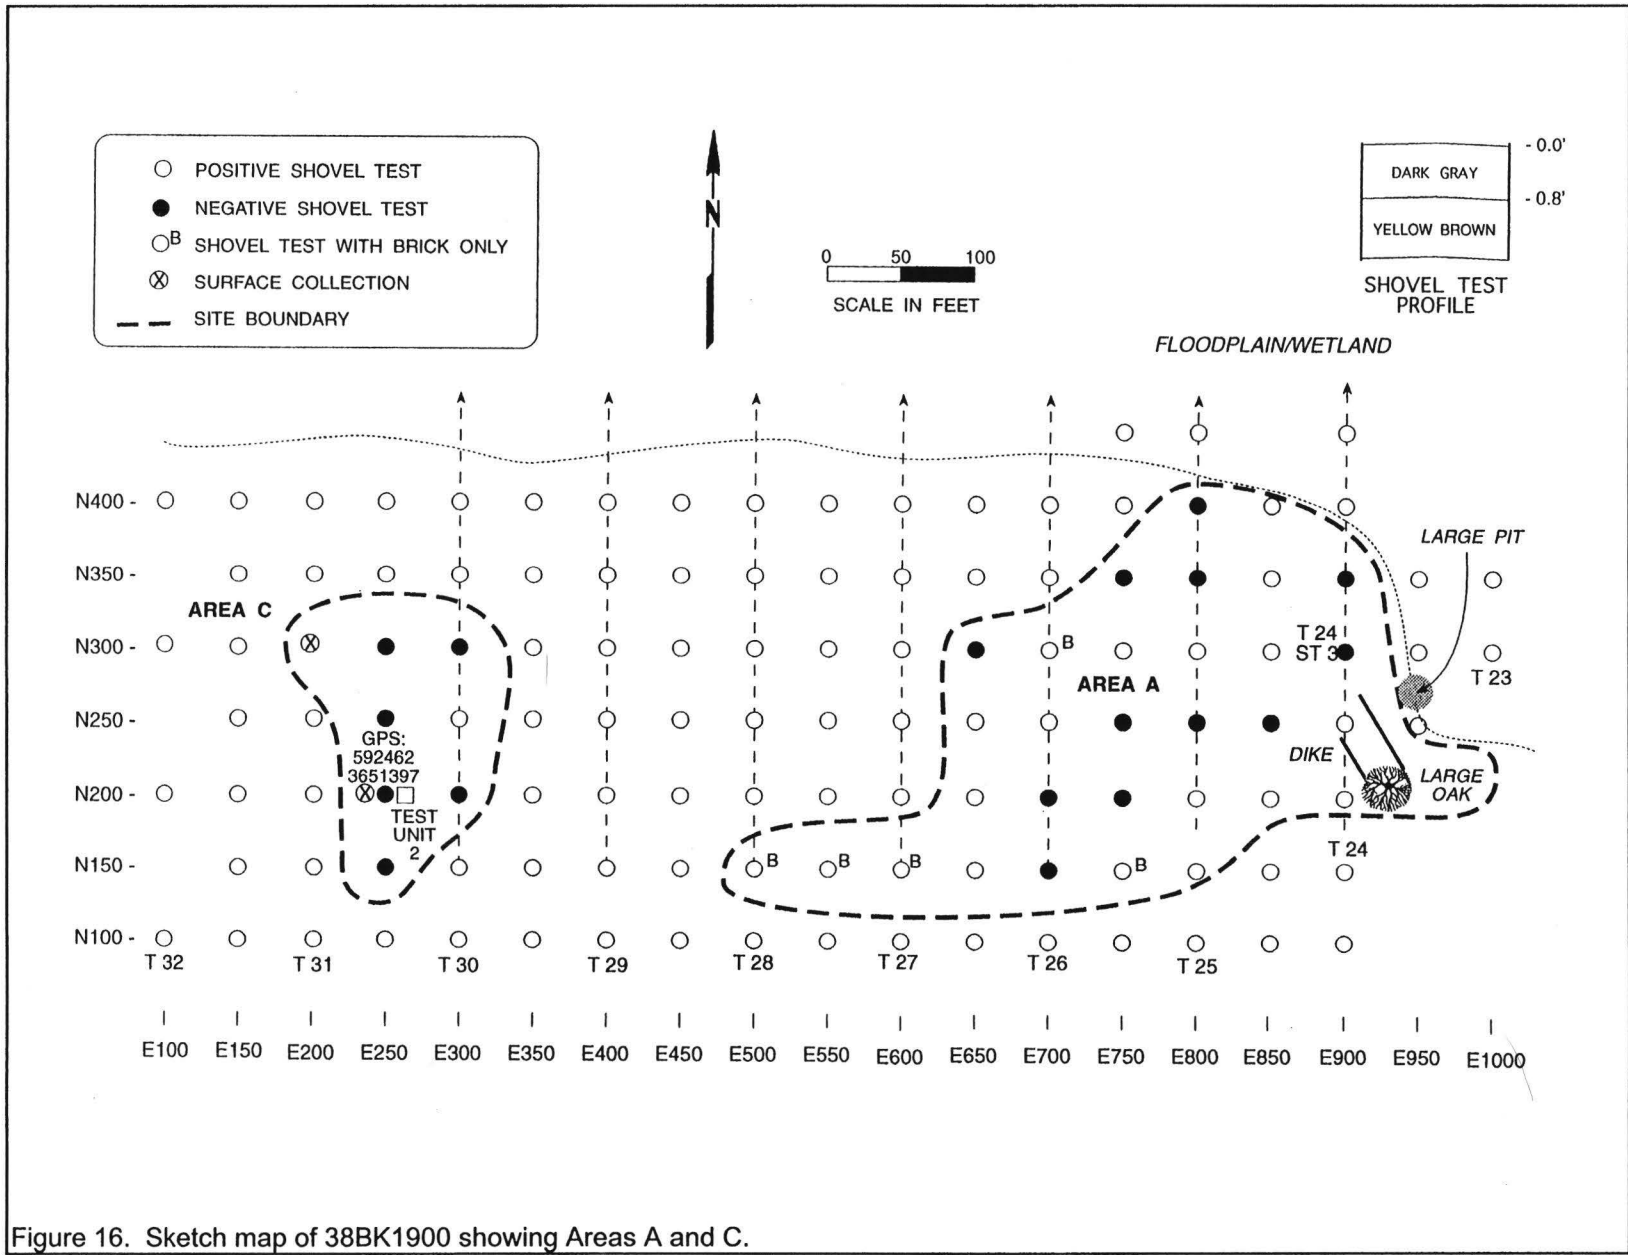 POSITIVE SHOVEL TEST
NEGATIVE SHOVEL TEST
B SHOVEL TEST WITH BRICK ONLY
X SURFACE COLLECTION
SITE BOUNDARY
N
0 50 100
SCALE IN FEET
- 0.0'
DARK GRAY
- 0.8'
YELLOW BROWN
SHOVEL TEST
PROFILE
FLOODPLAIN/WETLAND
N400 -
LARGE PIT
N350 -
AREA C
N300 -
X
B
T 24
ST 3
T 23
AREA A
N250 -
GPS:
592462
3651397
DIKE
LARGE
OAK
N200 -
X
TEST
UNIT
2
T 24
N150 -
B B B B
N100 -
T 32 T 31 T 30 T 29 T 28 T 27 T 26 T 25
E100 E150 E200 E250 E300 E350 E400 E450 E500 E550 E600 E650 E700 E750 E800 E850 E900 E950 E1000
Figure 16. Sketch map of 38BK1900 showing Areas A and C.